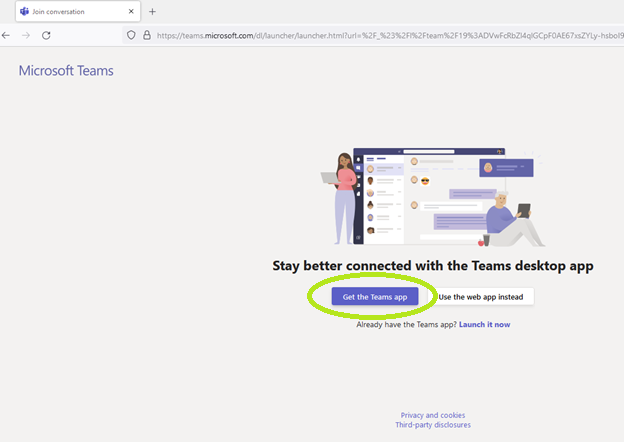 Join conversation
https://teams.microsoft.com/dl/launcher/launcher.html?url=%2F_%23%2Fl%2Fteam%2F19%3ADVwFcRbZl4qlGCpF0AE67xsZYLy-hsboI9
Microsoft Teams
Stay better connected with the Teams desktop app
Get the Teams app Use the web app instead
Already have the Teams app? Launch it now
Privacy and cookies
Third-party disclosures